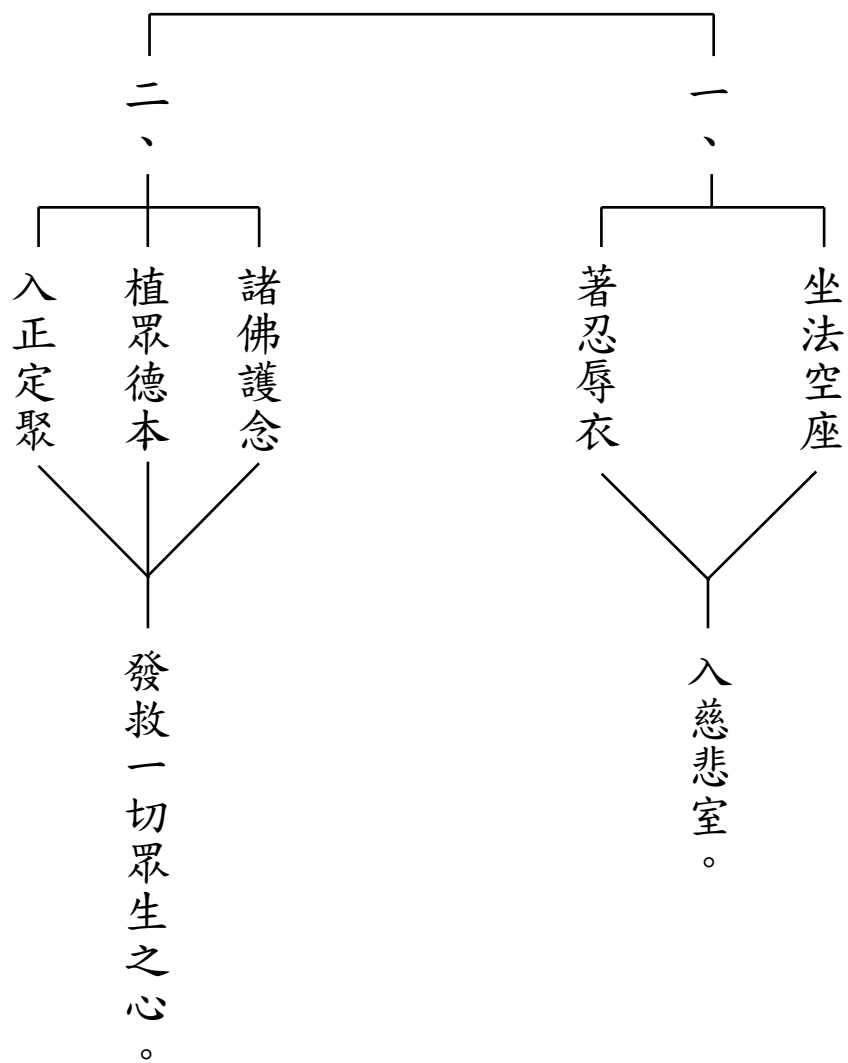 一、
坐法空座
著忍辱衣
入慈悲室。
二、
諸佛護念
植眾德本
入正定聚
發救一切眾生之心。